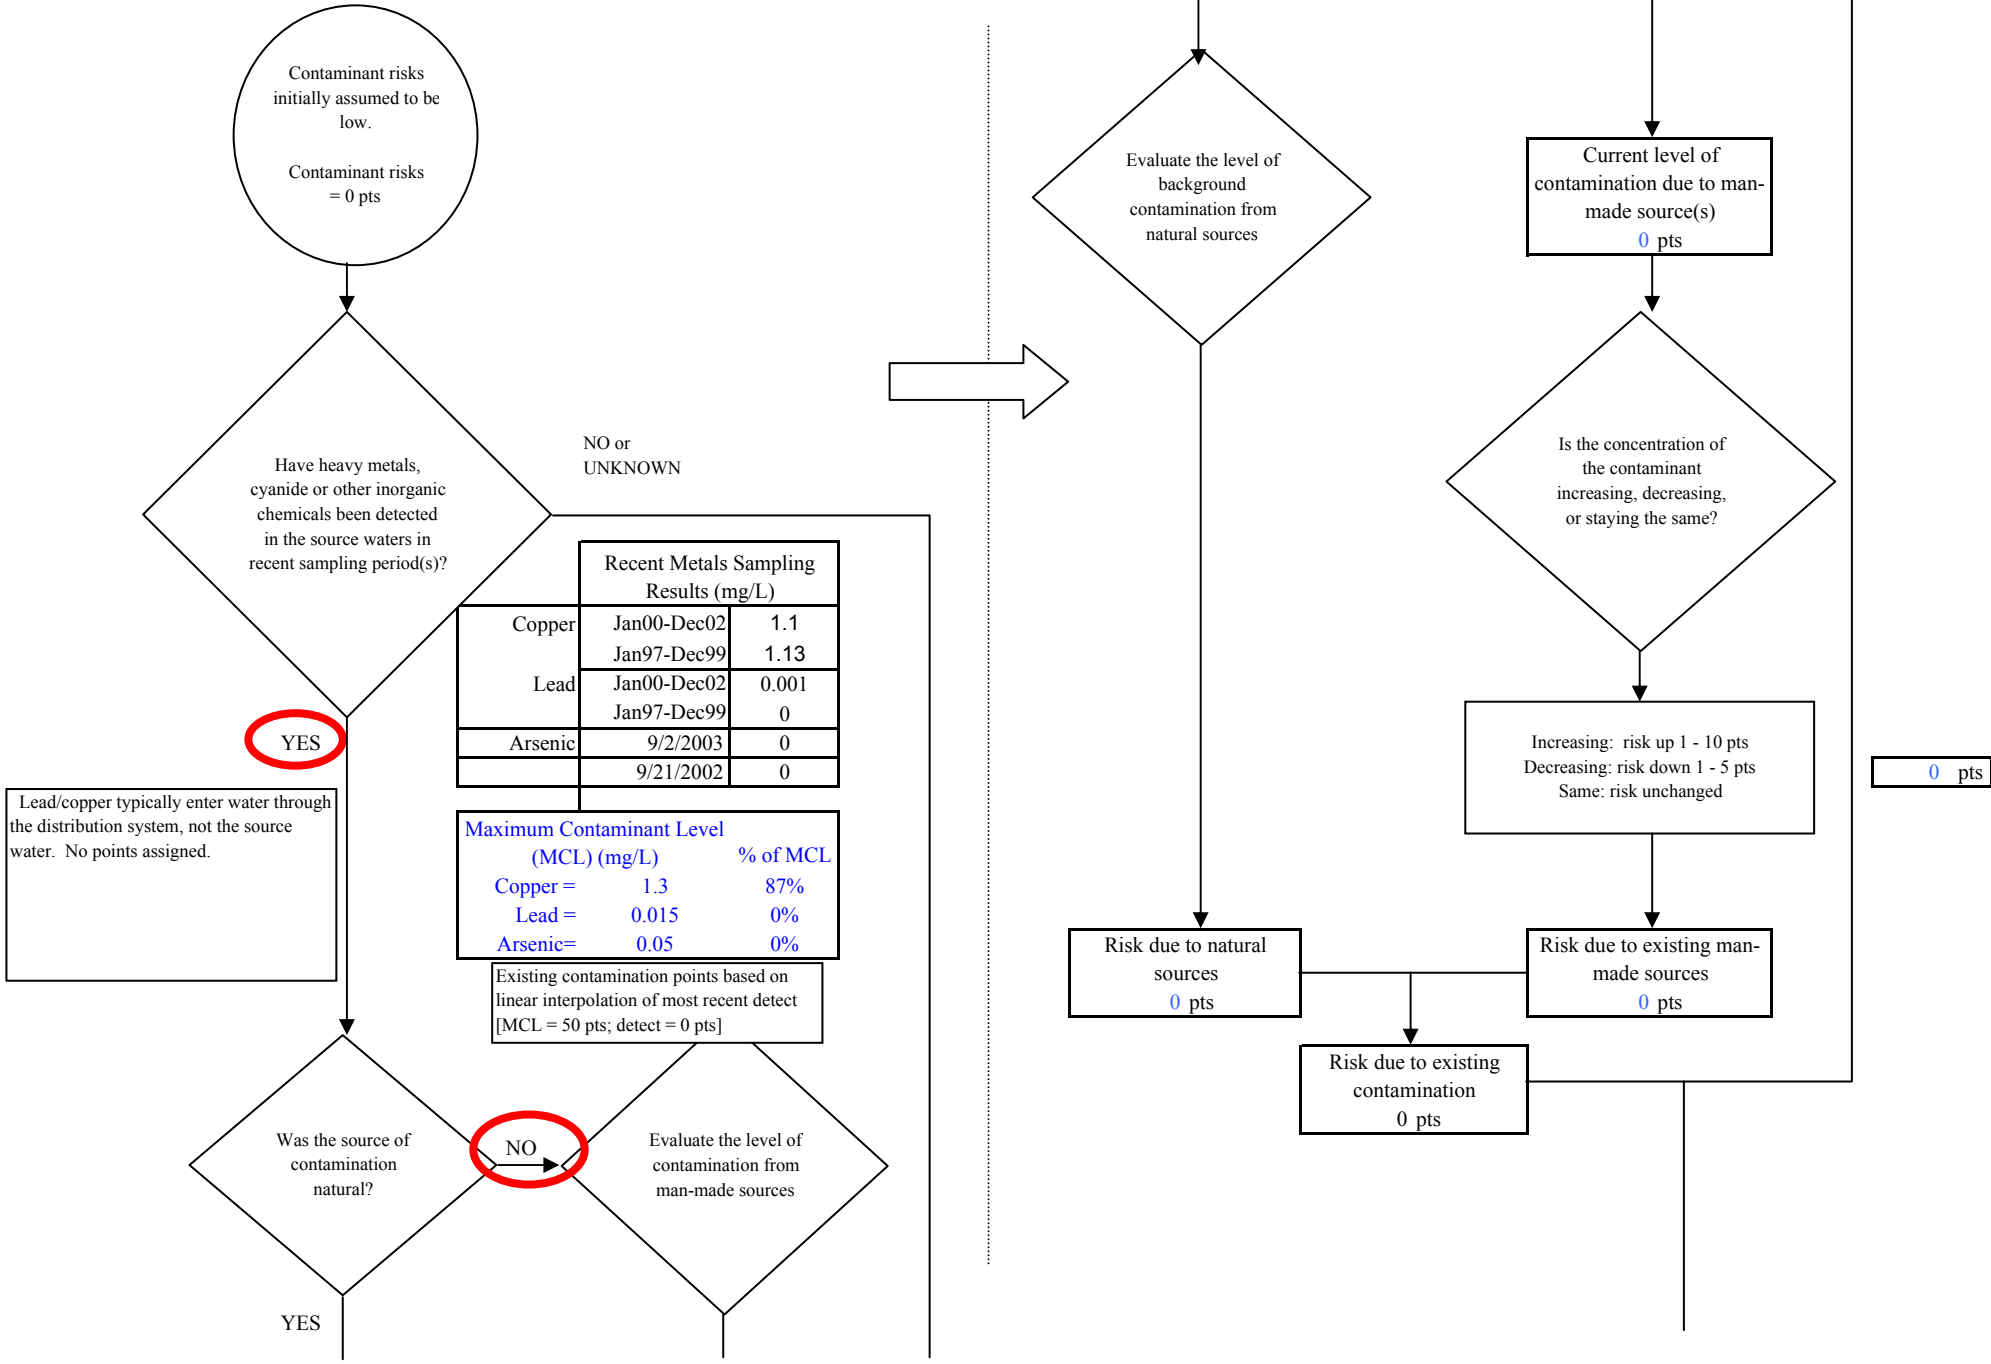 Contaminant risks
initially assumed to be
low.
Contaminant risks
= 0 pts
Have heavy metals,
cyanide or other inorganic
chemicals been detected
in the source waters in
recent sampling period(s)?
NO or
UNKNOWN
Recent Metals Sampling
Results (mg/L)
Copper Jan00-Dec02 1.1
Jan97-Dec99 1.13
Lead Jan00-Dec02 0.001
Jan97-Dec99 0
Arsenic 9/2/2003 0
9/21/2002 0
YES
Lead/copper typically enter water through
the distribution system, not the source
water. No points assigned.
Maximum Contaminant Level
(MCL) (mg/L) % of MCL
Copper = 1.3 87%
Lead = 0.015 0%
Arsenic= 0.05 0%
Existing contamination points based on
linear interpolation of most recent detect
[MCL = 50 pts; detect = 0 pts]
Was the source of
contamination
natural?
NO
Evaluate the level of
contamination from
man-made sources
YES
Evaluate the level of
background
contamination from
natural sources
Current level of
contamination due to man-
made source(s)
0 pts
Is the concentration of
the contaminant
increasing, decreasing,
or staying the same?
Increasing: risk up 1 - 10 pts
Decreasing: risk down 1 - 5 pts
Same: risk unchanged
0 pts
Risk due to natural
sources
0 pts
Risk due to existing man-
made sources
0 pts
Risk due to existing
contamination
0 pts